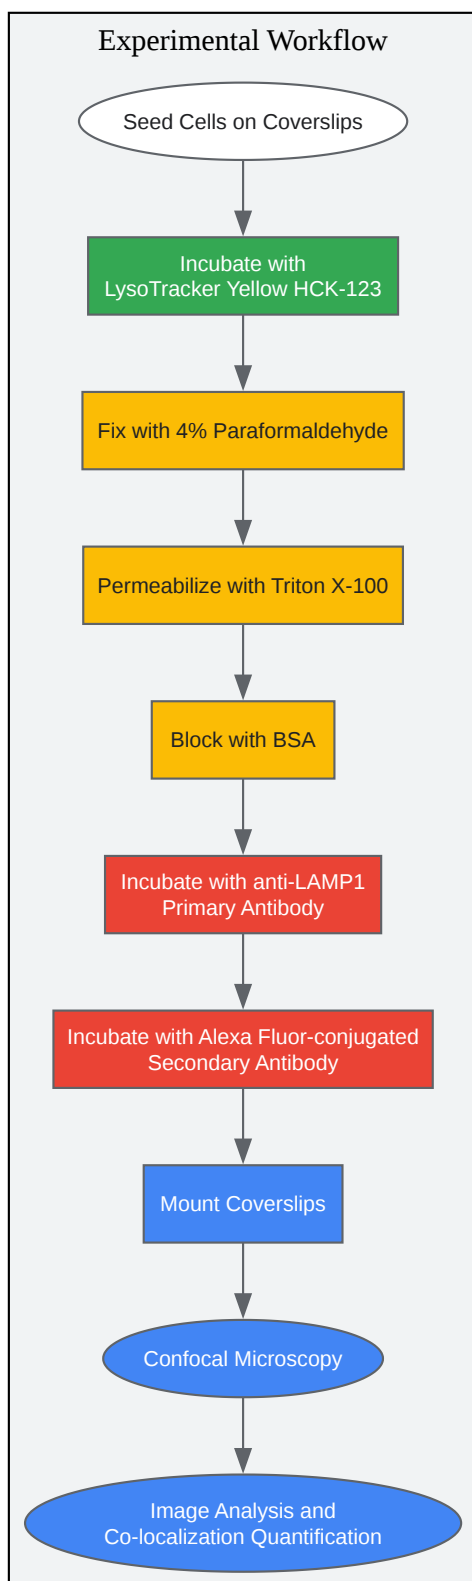 Experimental Workflow
Seed Cells on Coverslips
Incubate with
LysoTracker Yellow HCK-123
Fix with 4% Paraformaldehyde
Permeabilize with Triton X-100
Block with BSA
Incubate with anti-LAMP1
Primary Antibody
Incubate with Alexa Fluor-conjugated
Secondary Antibody
Mount Coverslips
Confocal Microscopy
Image Analysis and
Co-localization Quantification